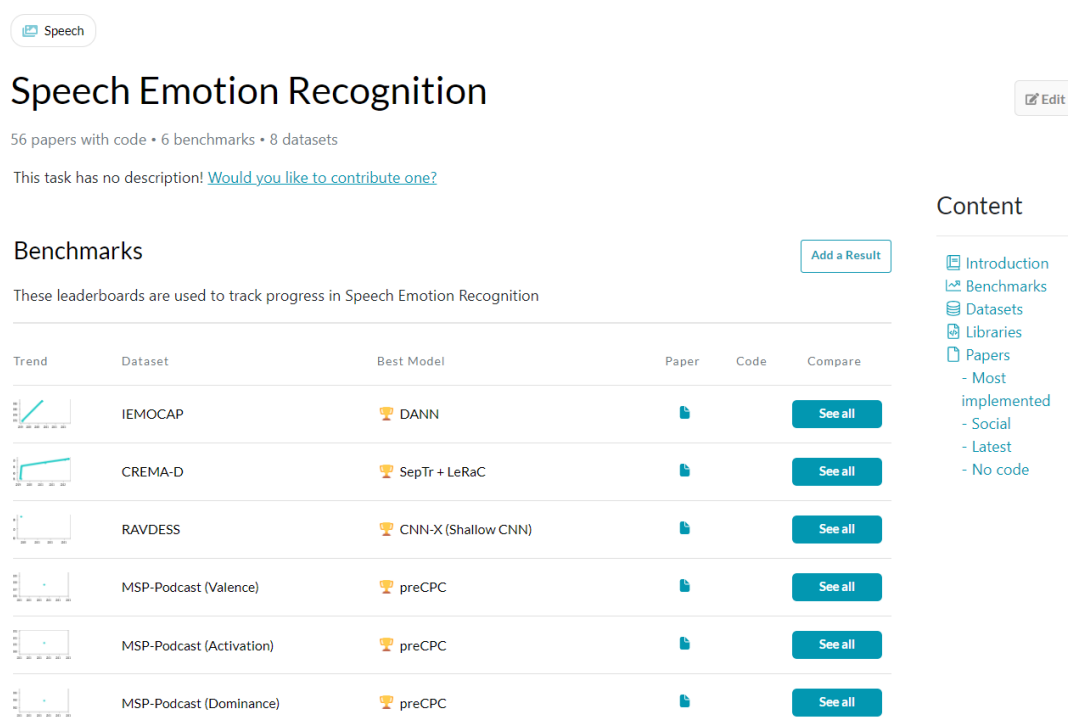 Speech
Speech Emotion Recognition
Edit
56 papers with code • 6 benchmarks • 8 datasets
This task has no description! Would you like to contribute one?
Content
Benchmarks
Add a Result
Introduction
These leaderboards are used to track progress in Speech Emotion Recognition
Benchmarks
Datasets
Libraries
Papers
- Most
implemented
- Social
- Latest
- No code
Trend Dataset Best Model Paper Code Compare
IEMOCAP DANN See all
CREMA-D SepTr + LeRaC See all
RAVDESS CNN-X (Shallow CNN) See all
MSP-Podcast (Valence) preCPC See all
MSP-Podcast (Activation) preCPC See all
MSP-Podcast (Dominance) preCPC See all